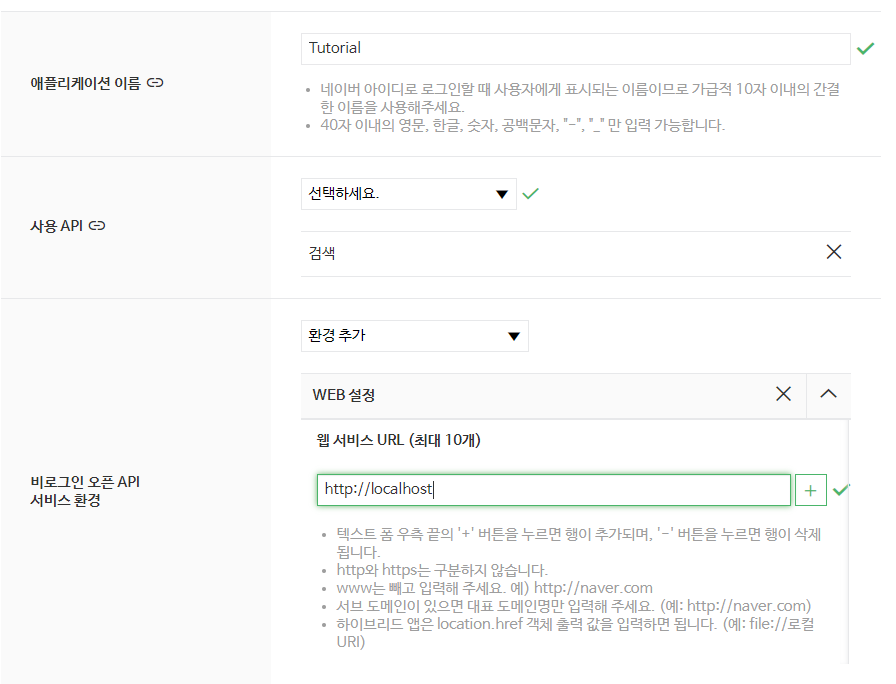 애플리케이션 이름
Tutorial
네이버 아이디로 로그인할 때 사용자에게 표시되는 이름이므로 가급적 10자 이내의 간결
한 이름을 사용해주세요.
40자 이내의 영문, 한글, 숫자, 공백문자, "-", "_" 만 입력 가능합니다.
사용 API
선택하세요.
검색
비로그인 오픈 API
서비스 환경
환경 추가
WEB 설정
웹 서비스 URL (최대 10개)
http://localhost
텍스트 폼 우측 끝의 '+' 버튼을 누르면 행이 추가되며, '-' 버튼을 누르면 행이 삭제
됩니다.
http와 https는 구분하지 않습니다.
www는 빼고 입력해 주세요. 예) http://naver.com
서브 도메인이 있으면 대표 도메인명만 입력해 주세요. (예: http://naver.com)
하이브리드 앱은 location.href 객체 출력 값을 입력하면 됩니다. (예: file://로컬
URI)